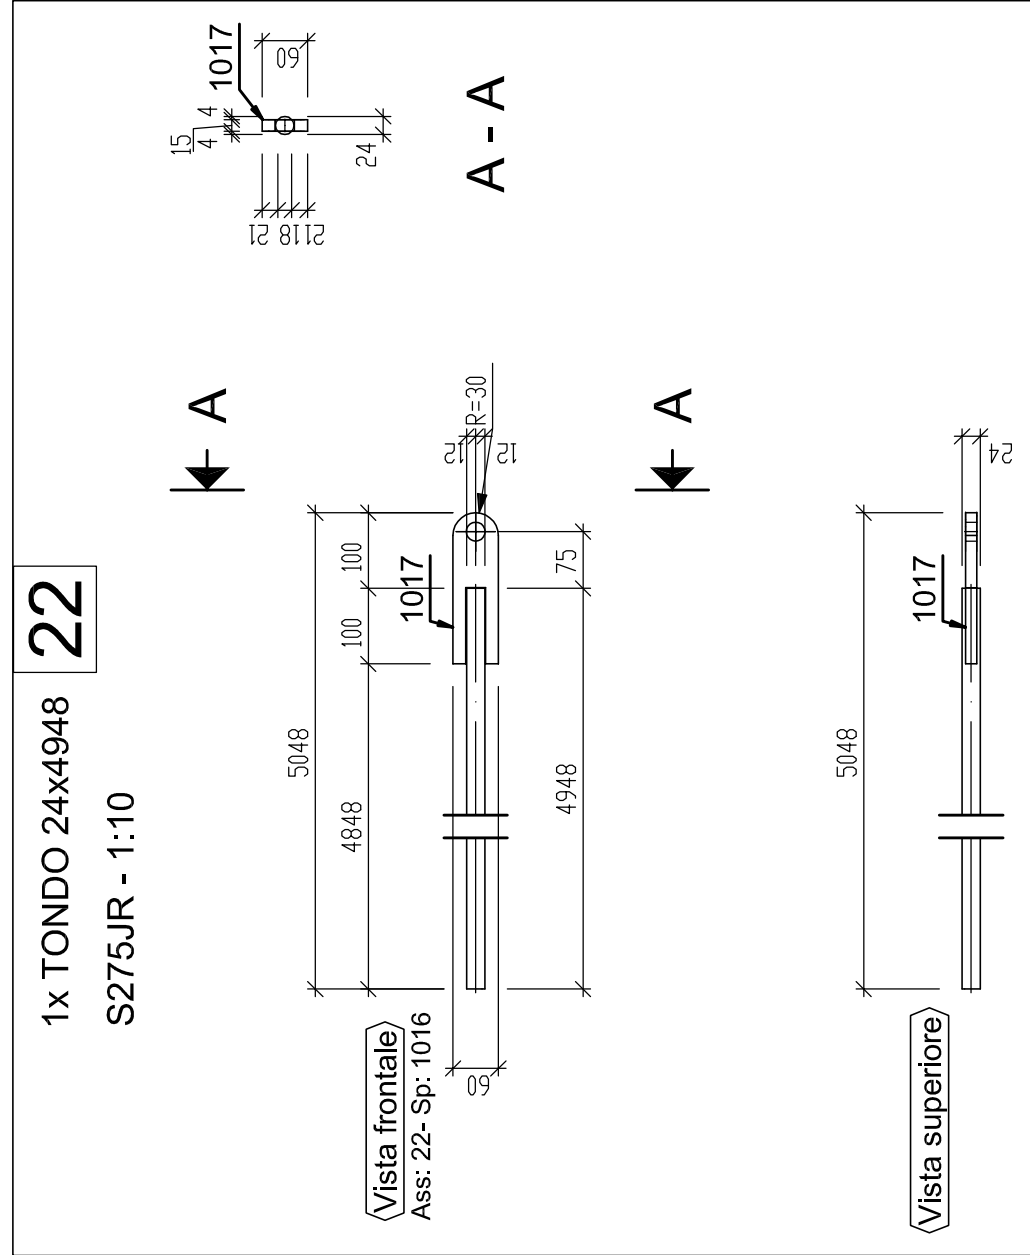 22
1x TONDO 24x4948
S275JR - 1:10
Vista frontale
Ass: 22- Sp: 1016
5048
4848
100
100
1017
12
12
R=30
75
4948
60
A
A
Vista superiore
5048
1017
24
1017
60
4
15
4
24
21
18
21
A - A